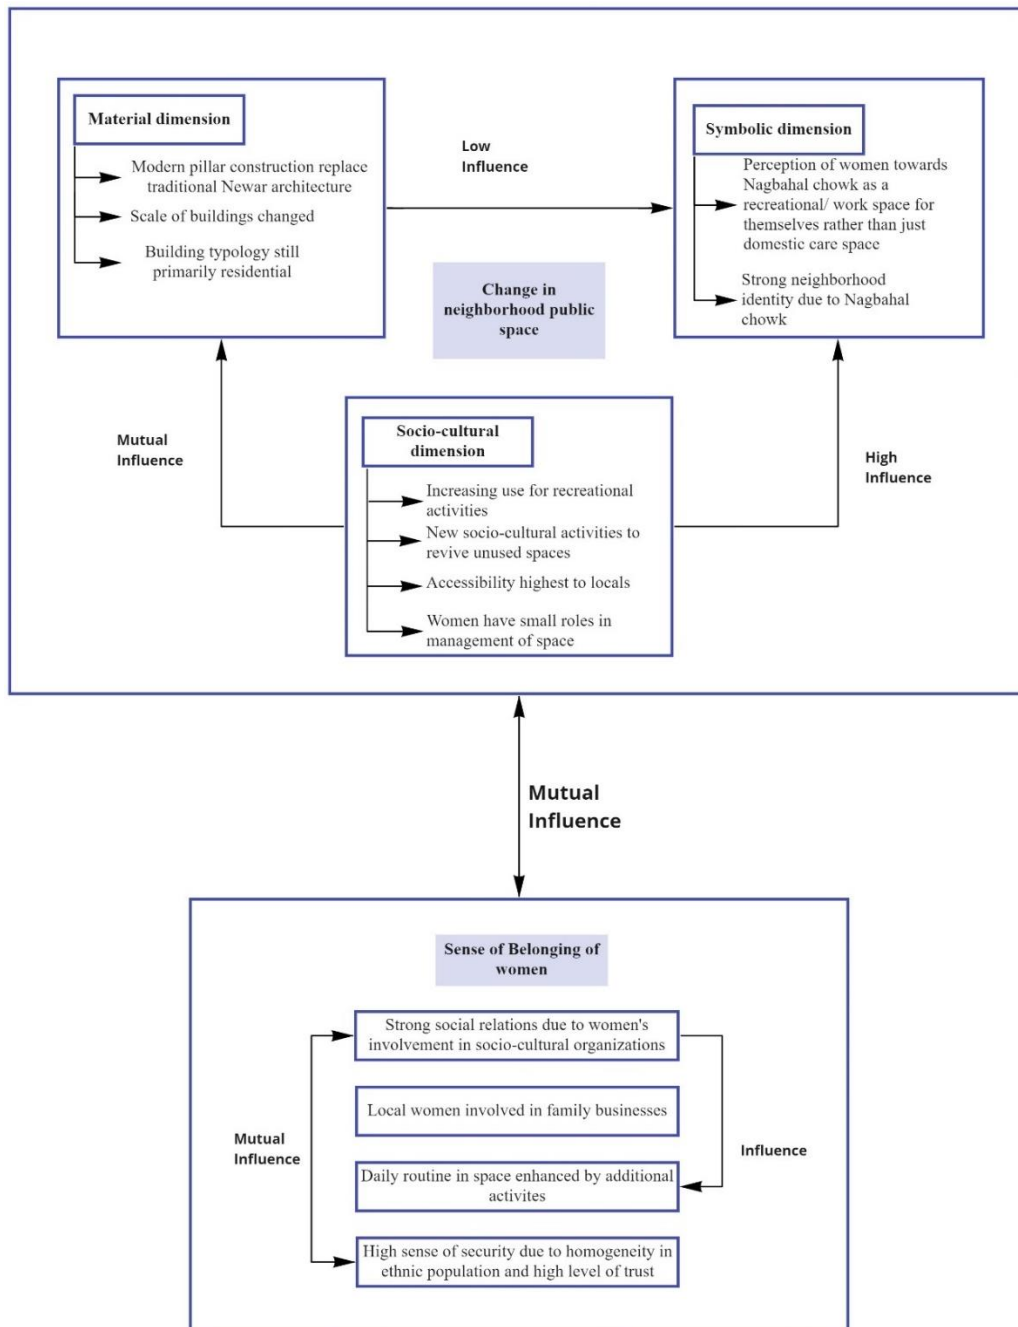 Material dimension
Modern pillar construction replace
traditional Newar architecture
Scale of buildings changed
Building typology still
primarily residential
Low
Influence
Symbolic dimension
Perception of women towards
Nagbahal chowk as a
recreational/ work space for
themselves rather than just
domestic care space
Strong neighborhood
identity due to Nagbahal
chowk
Change in
neighborhood public
space
Mutual
Influence
Socio-cultural
dimension
Increasing use for recreational
activities
New socio-cultural activities to
revive unused spaces
Accessibility highest to locals
Women have small roles in
management of space
High
Influence
Mutual
Influence
Sense of Belonging of
women
Strong social relations due to women's
involvement in socio-cultural organizations
Local women involved in family businesses
Mutual
Influence
Influence
Daily routine in space enhanced by additional
activites
High sense of security due to homogeneity in
ethnic population and high level of trust